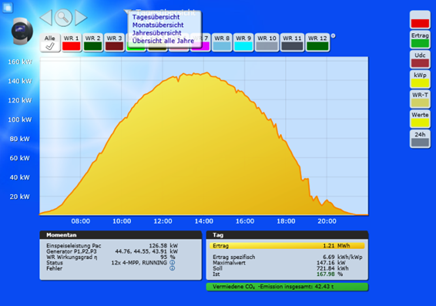 Tagesübersicht
Monatsübersicht
Jahresübersicht
Übersicht alle Jahre
Alle WR 1 WR 2 WR 3 7 WR 8 WR 9 WR 10 WR 11 WR 12
Ertrag
Udc
kWp
WR-T
Werte
24h
160 kW
140 kW
120 kW
100 kW
80 kW
60 kW
40 kW
20 kW
08:00 10:00 12:00 14:00 16:00 18:00 20:00
Momentan
Einspeiseleistung Pac 126.58 kW
Generator P1,P2,P3 44.76, 44.55, 43.91 kW
WR Wirkungsgrad η 95 %
Status 12x 4-MPP. RUNNING
Fehler -
Tag
Ertrag 1.21 MWh
Ertrag spezifisch 6.69 kWh/kWp
Maximalwert 147.16 kW
Soll 721.84 kWh
Ist 167.98 %
Vermiedene CO₂ -Emission insgesamt: 42.43 t